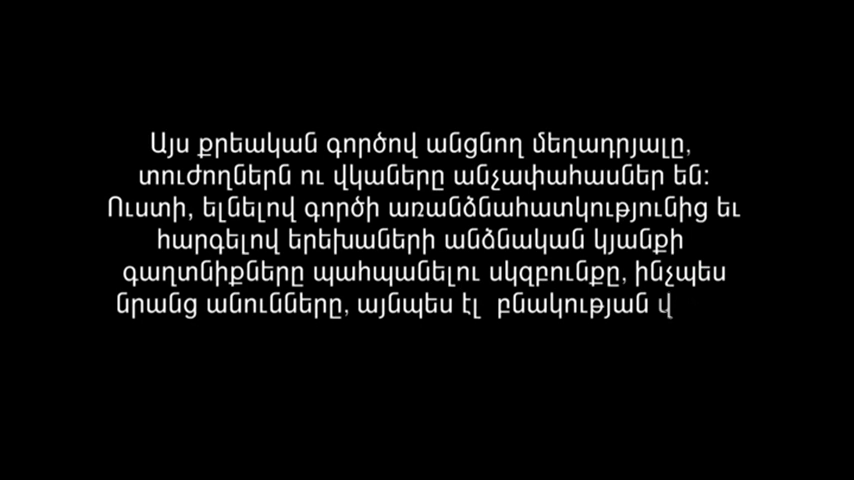 Այս քրեական գործով անցնող մեղադրյալը,
տուժողներն ու վկաները անչափահասներ են:
Ուստի, ելնելով գործի առանձնահատկությունից եւ
հարգելով երեխաների անձնական կյանքի
գաղտնիքները պահպանելու սկզբունքը, ինչպես
նրանց անունները, այնպես էլ բնակության վ